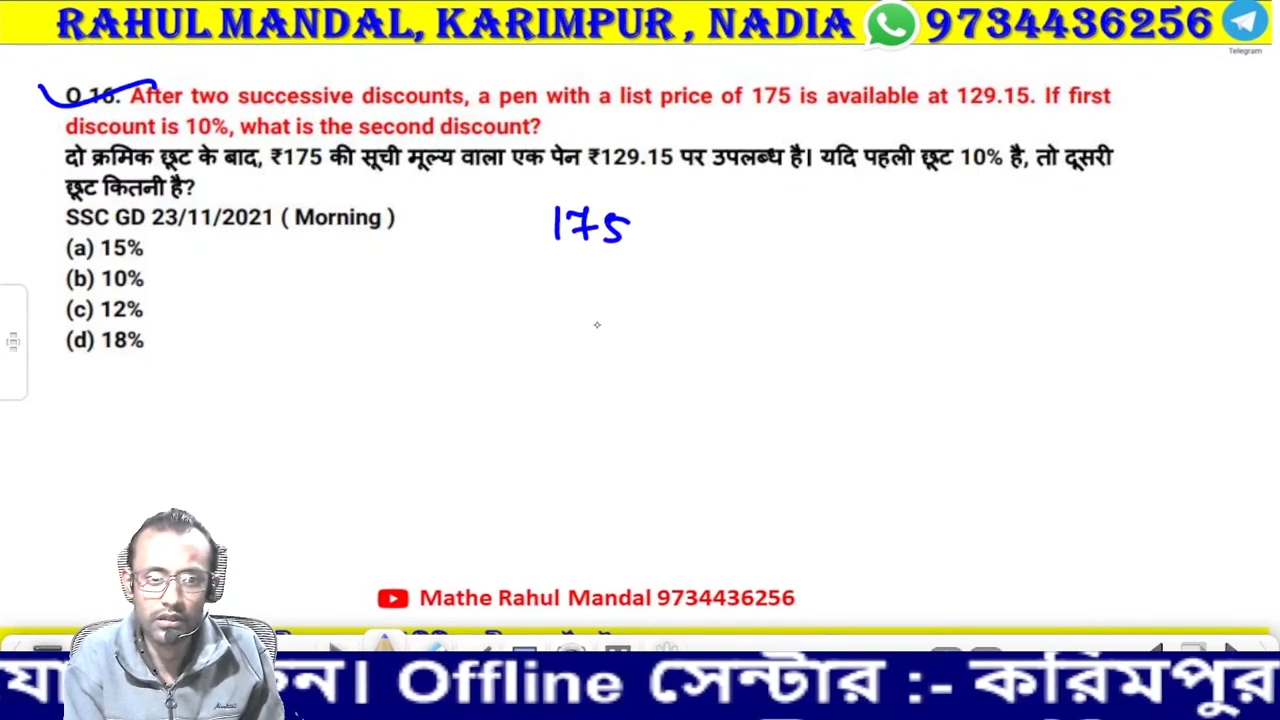 RAHUL MANDAL, KARIMPUR , NADIA 9734436256
Telegram
Q.16. After two successive discounts, a pen with a list price of 175 is available at 129.15. If first
discount is 10%, what is the second discount?
दो क्रमिक छूट के बाद, ₹175 की सूची मूल्य वाला एक पेन ₹129.15 पर उपलब्ध है। यदि पहली छूट 10% है, तो दूसरी
छूट कितनी है?
SSC GD 23/11/2021 ( Morning )
175
(a) 15%
(b) 10%
(c) 12%
(d) 18%
Mathe Rahul Mandal 9734436256
Offline সেন্টার :- করিমপুর